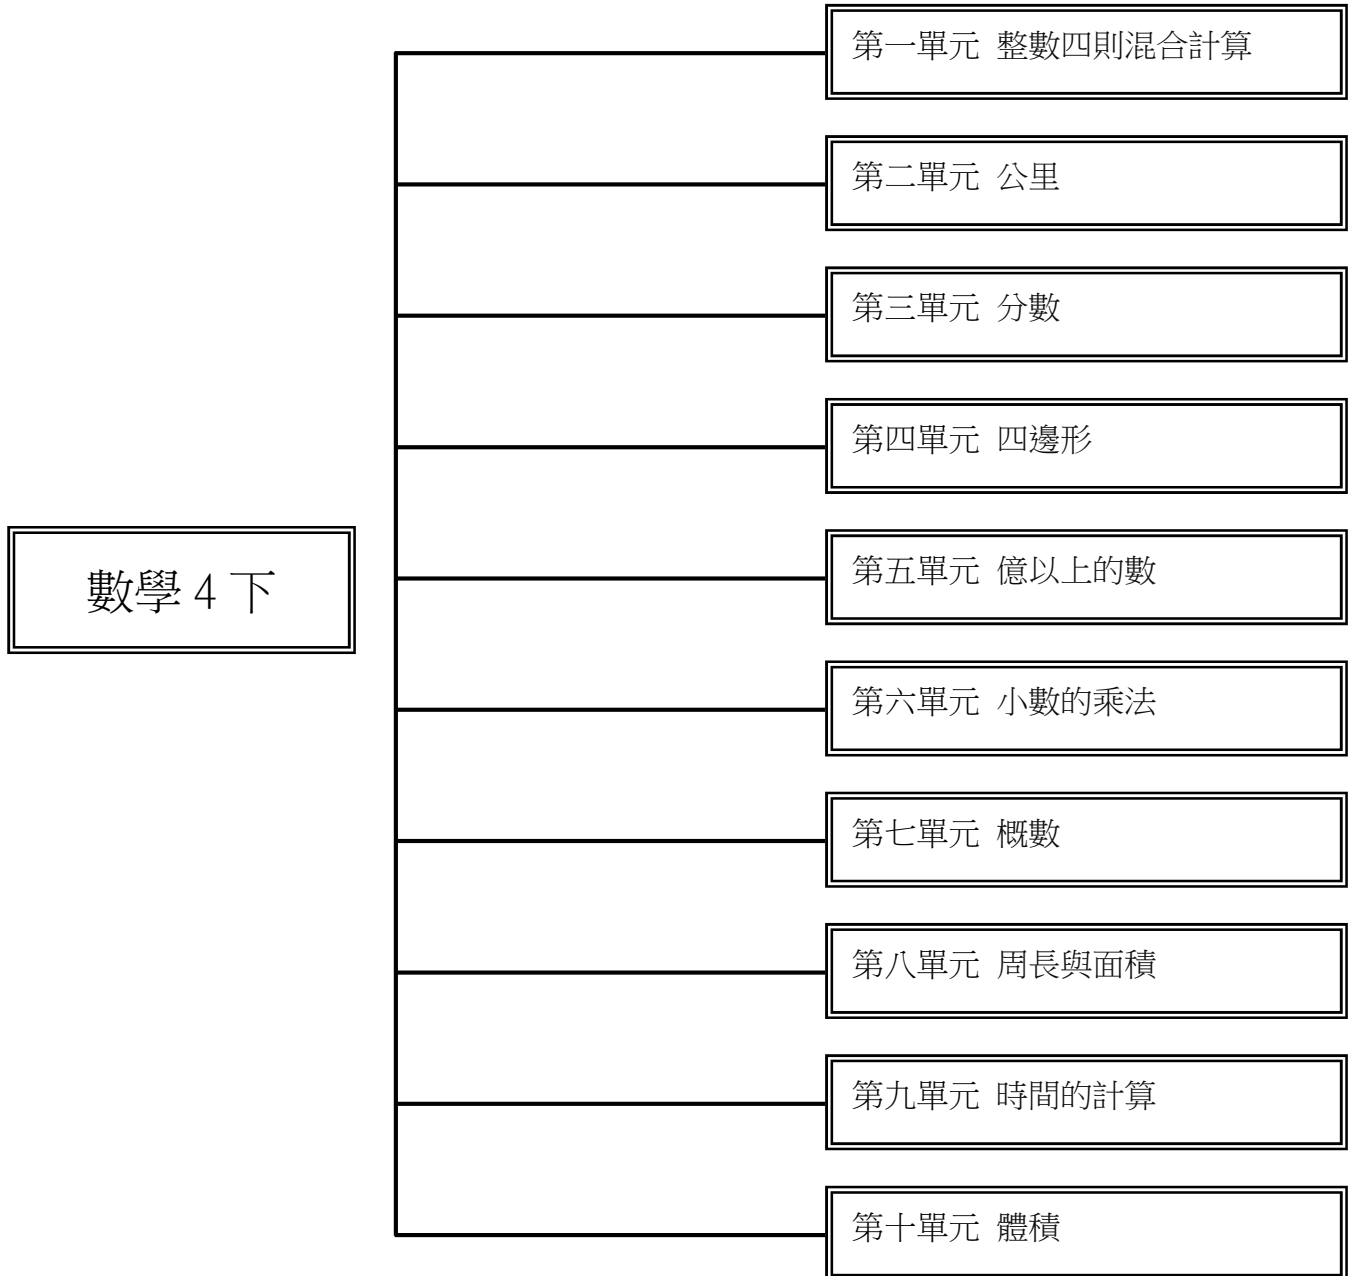 第一單元 整數四則混合計算
第二單元 公里
第三單元 分數
第四單元 四邊形
數學4下
第五單元 億以上的數
第六單元 小數的乘法
第七單元 概數
第八單元 周長與面積
第九單元 時間的計算
第十單元 體積